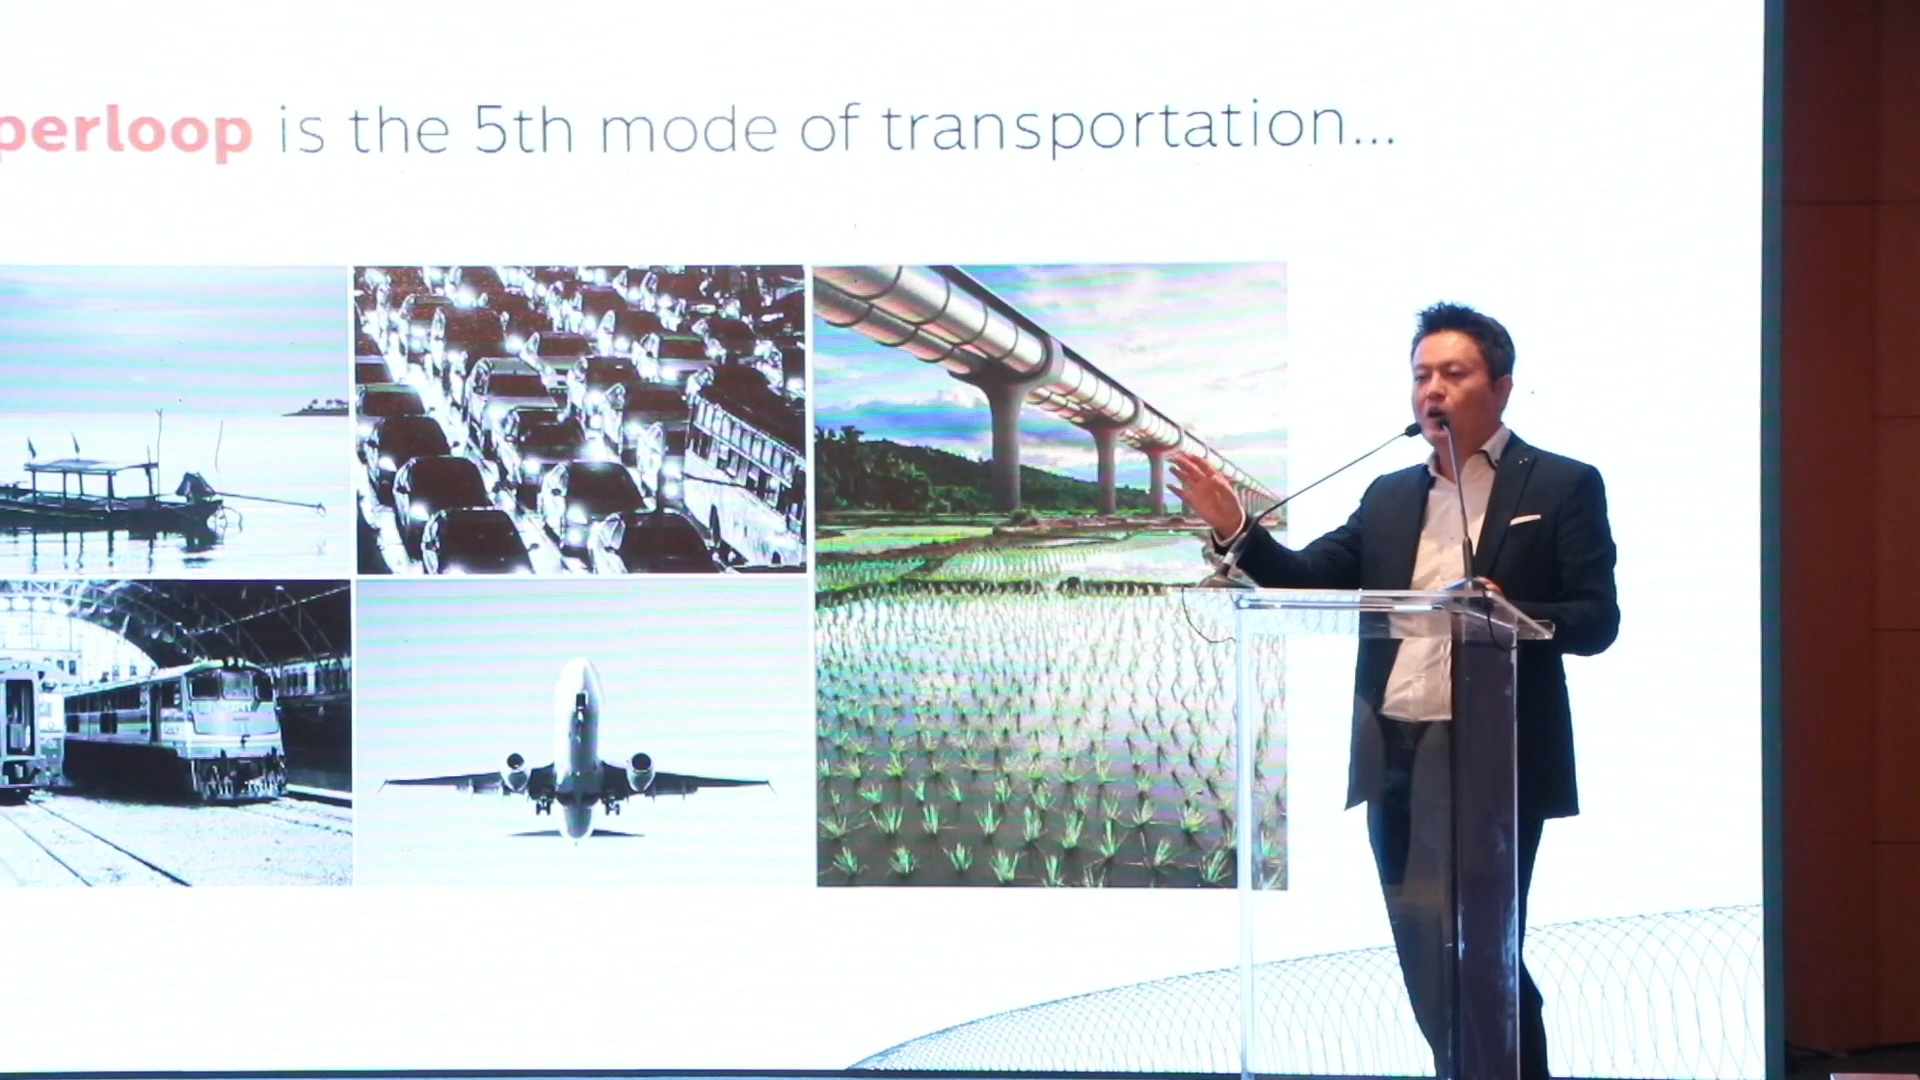 perloop is the 5th mode of transportation...